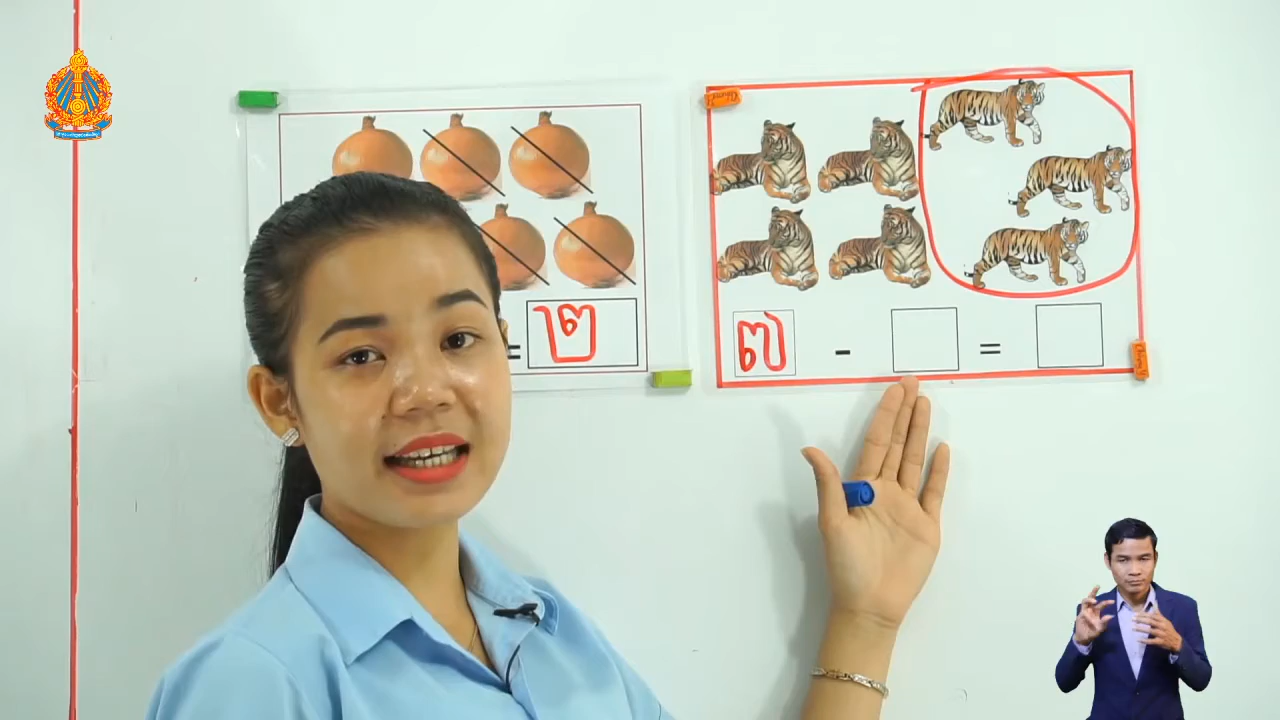 = ២
៧ - =